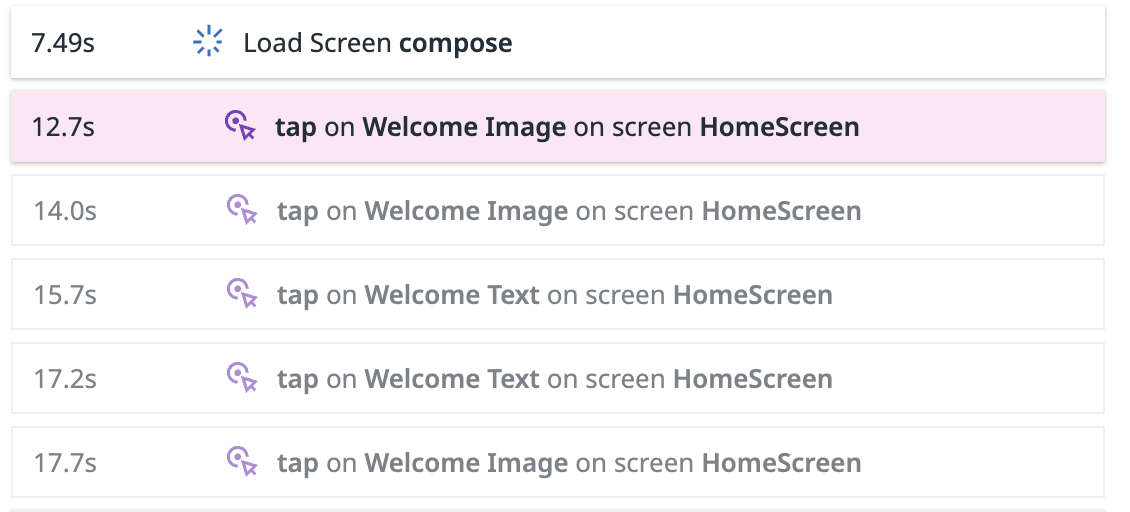 7.49s Load Screen compose
12.7s tap on Welcome Image on screen HomeScreen
14.0s tap on Welcome Image on screen HomeScreen
15.7s tap on Welcome Text on screen HomeScreen
17.2s tap on Welcome Text on screen HomeScreen
17.7s tap on Welcome Image on screen HomeScreen